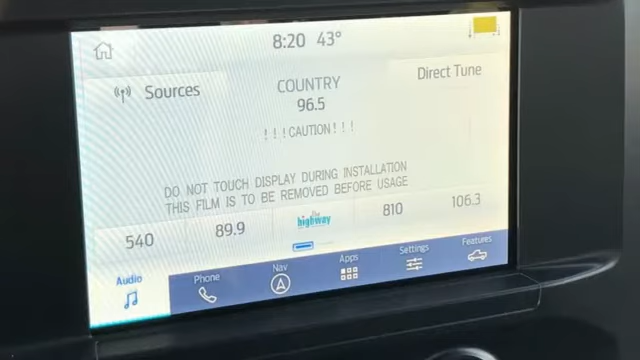 8:20 43°
Sources
COUNTRY
96.5
Direct Tune
! ! ! CAUTION ! ! !
DO NOT TOUCH DISPLAY DURING INSTALLATION
THIS FILM IS TO BE REMOVED BEFORE USAGE
540
89.9
the highway
810
106.3
Audio
Phone
Nav
Apps
Settings
Features